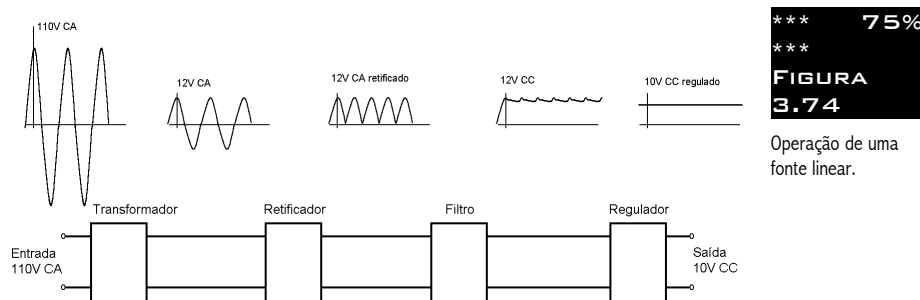 110V CA
12V CA
12V CA retificado
12V CC
10V CC regulado
*** 75%
***
FIGURA
3.74
Operação de uma
fonte linear.
Transformador
Retificador
Filtro
Regulador
Entrada
110V CA
Saída
10V CC